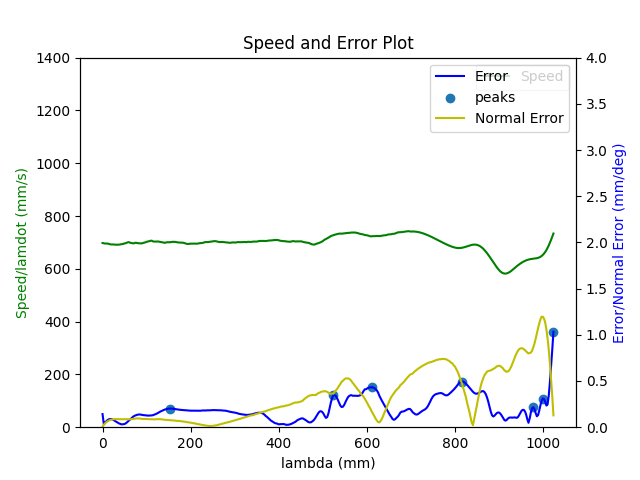 Speed and Error Plot
1400
1200
1000
800
600
400
200
0
Speed/lamdot (mm/s)
4.0
3.5
3.0
2.5
2.0
1.5
1.0
0.5
0.0
Error/Normal Error (mm/deg)
Error
Speed
peaks
Normal Error
0
200
400
600
800
1000
lambda (mm)